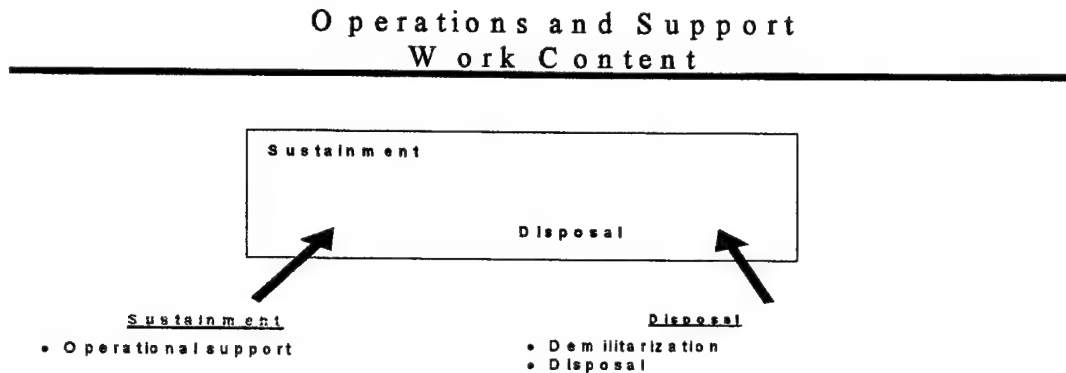 Operations and Support
Work Content
Sustainment
Disposal
Sustainment
• Operational support
Disposal
• Demilitarization
• Disposal